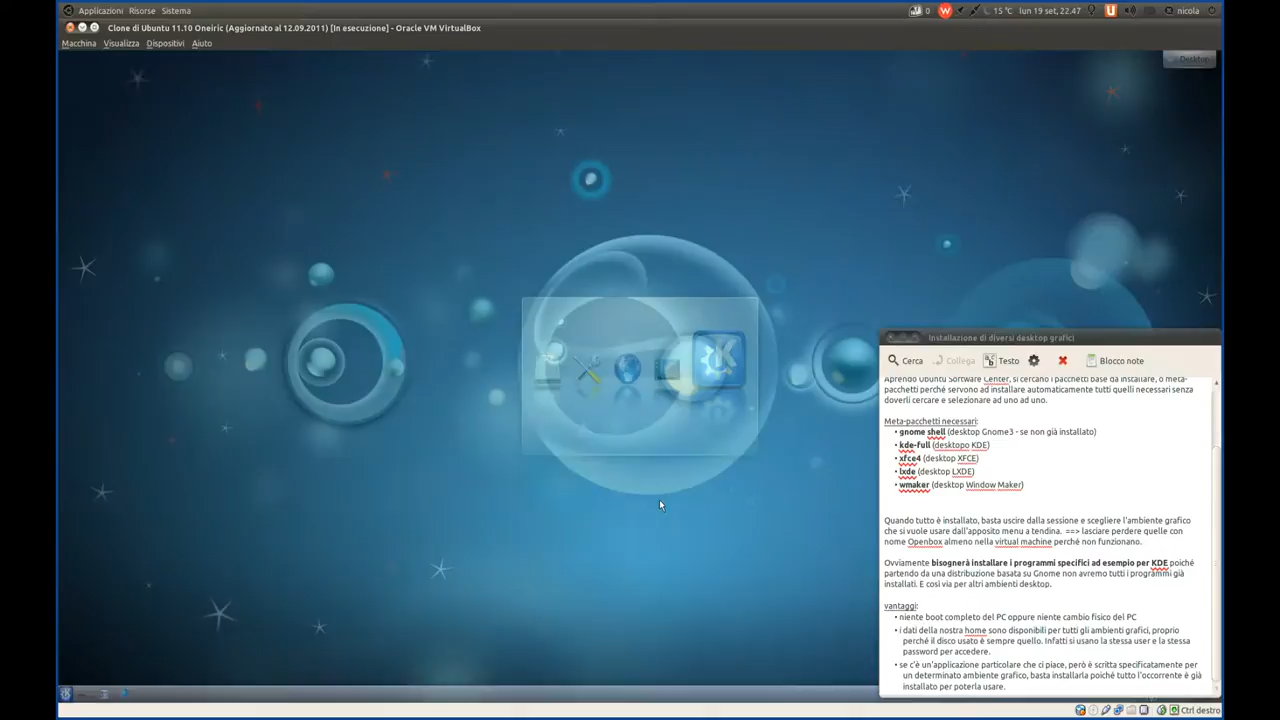 Applicazioni Risorse Sistema
0 W 15 °C lun 19 set, 22.47 U nicola
Clone di Ubuntu 11.10 Oneiric (Aggiornato al 12.09.2011) [In esecuzione] - Oracle VM VirtualBox
Macchina Visualizza Dispositivi Aiuto
Desktop
Installazione di diversi desktop grafici
Cerca Collega Testo Blocco note
Aprendo Ubuntu Software Center, si cercano i pacchetti base da installare, o meta-
pacchetti perché servono ad installare automaticamente tutti quelli necessari senza
doverli cercare e selezionare ad uno ad uno.
Meta-pacchetti necessari:
• gnome shell (desktop Gnome3 - se non già installato)
• kde-full (desktopo KDE)
• xfce4 (desktop XFCE)
• lxde (desktop LXDE)
• wmaker (desktop Window Maker)
Quando tutto è installato, basta uscire dalla sessione e scegliere l'ambiente grafico
che si vuole usare dall'apposito menu a tendina. ==> lasciare perdere quelle con
nome Openbox almeno nella virtual machine perchè non funzionano.
Ovviamente bisognerà installare i programmi specifici ad esempio per KDE poiché
partendo da una distribuzione basata su Gnome non avremo tutti i programmi già
installati. E così via per altri ambienti desktop.
vantaggi:
• niente boot completo del PC oppure niente cambio fisico del PC
• i dati della nostra home sono disponibili per tutti gli ambienti grafici, proprio
perché il disco usato è sempre quello. Infatti si usano la stessa user e la stessa
password per accedere.
• se c'è un'applicazione particolare che ci piace, però è scritta specificatamente per
un determinato ambiente grafico, basta installarla poiché tutto l'occorrente è già
installato per poterla usare.
Ctrl destro